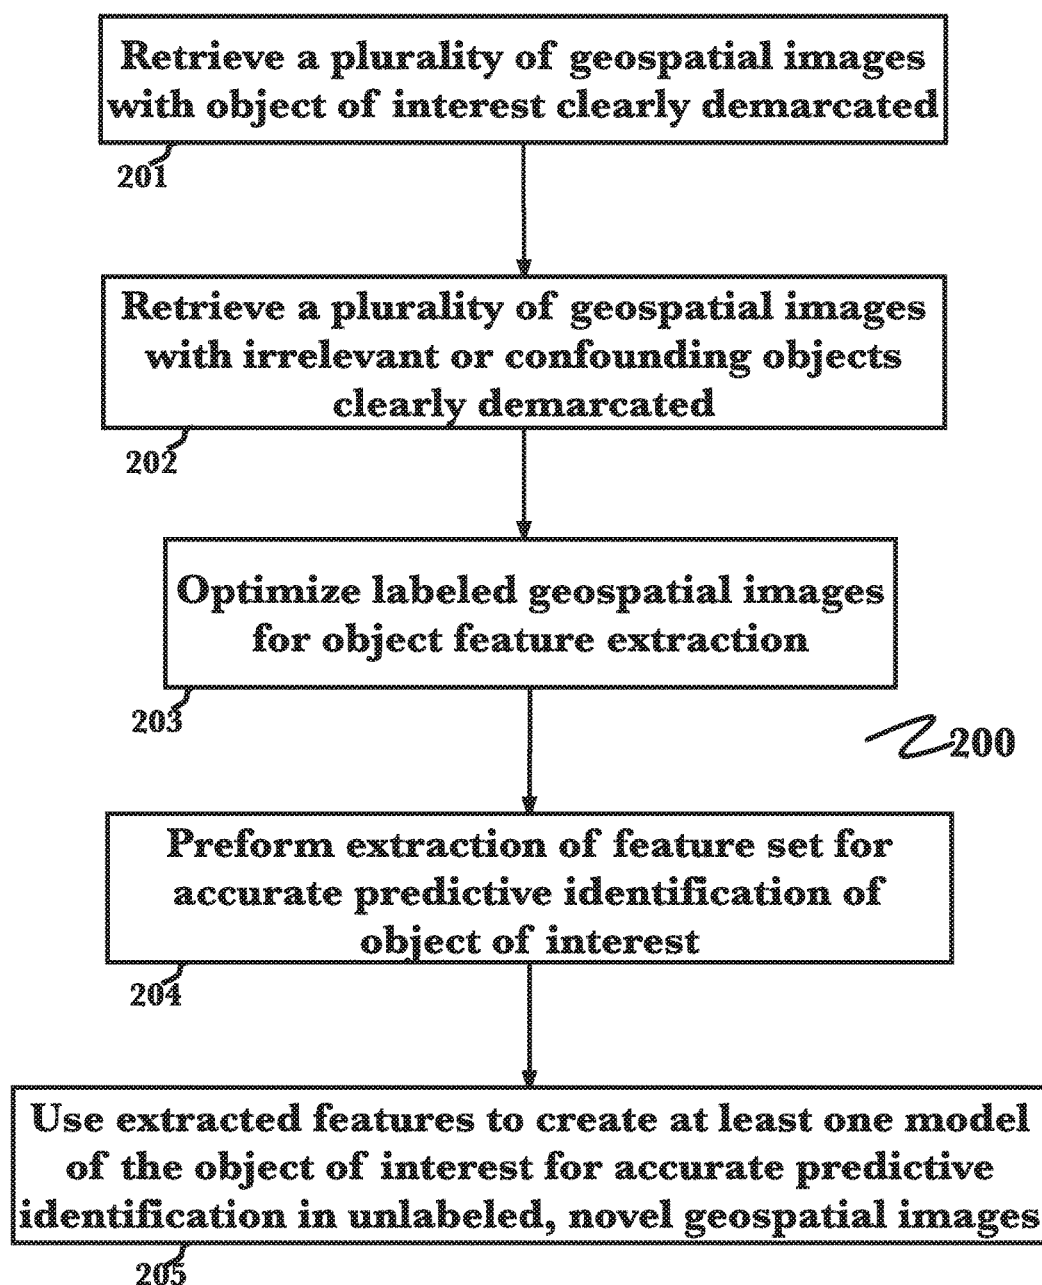 Retrieve a plurality of geospatial images
with object of interest clearly demarcated
201
Retrieve a plurality of geospatial images
with irrelevant or confounding objects
clearly demarcated
202
Optimize labeled geospatial images
for object feature extraction
203
200
Preform extraction of feature set for
accurate predictive identification of
object of interest
204
Use extracted features to create at least one model
of the object of interest for accurate predictive
identification in unlabeled, novel geospatial images
205